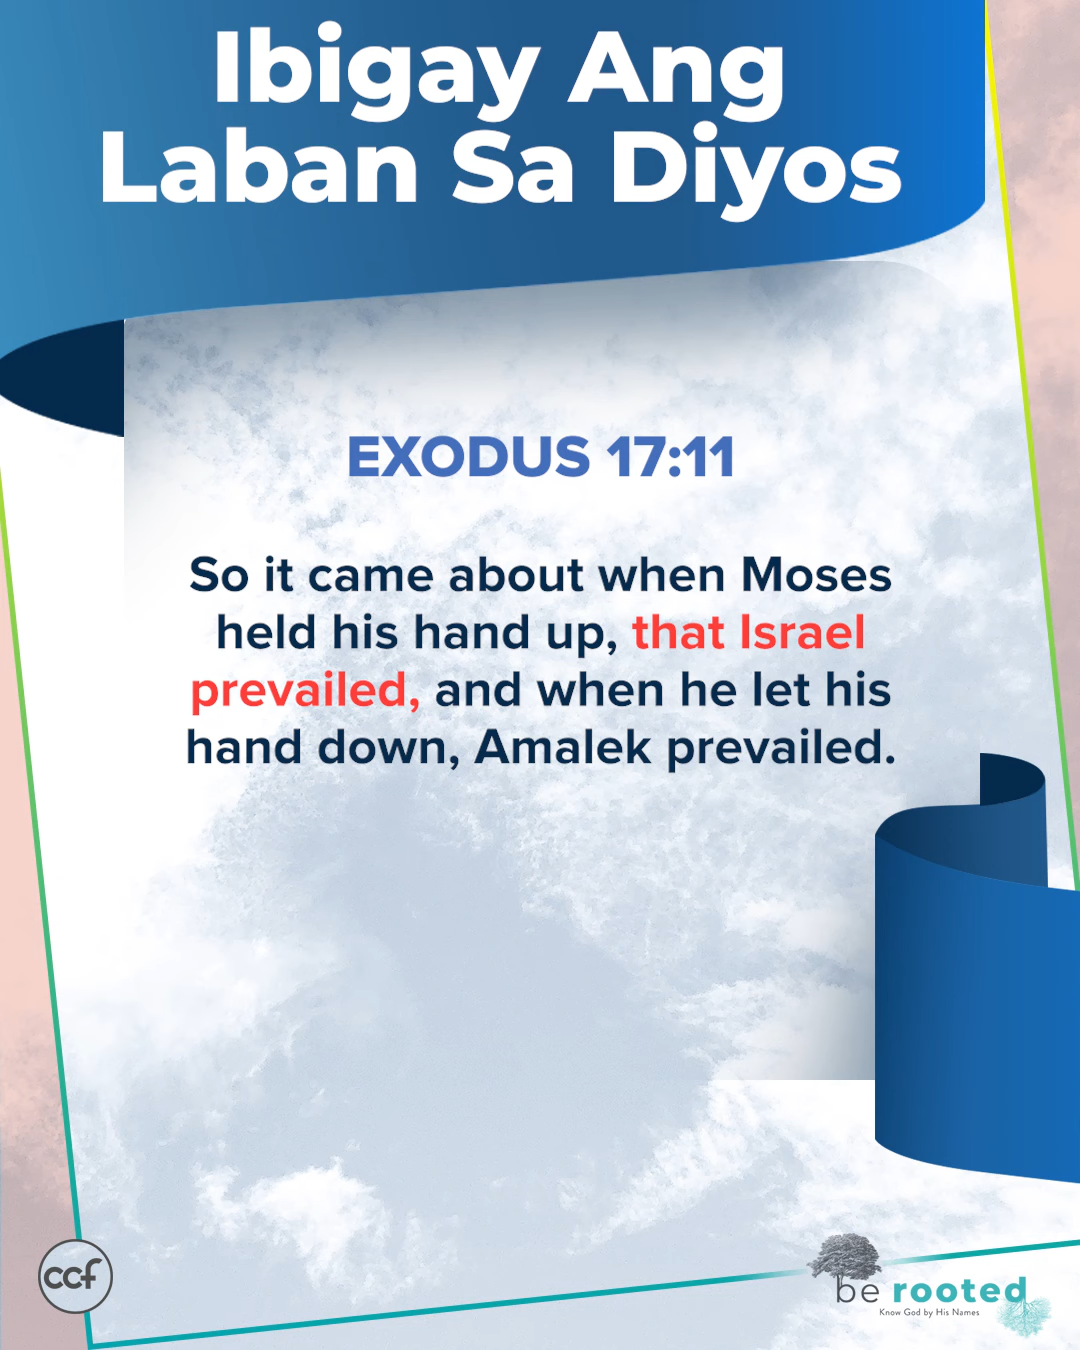 Ibigay Ang
Laban Sa Diyos
EXODUS 17:11
So it came about when Moses
held his hand up, that Israel
prevailed, and when he let his
hand down, Amalek prevailed.
ccf
be rooted
Know God by His Names